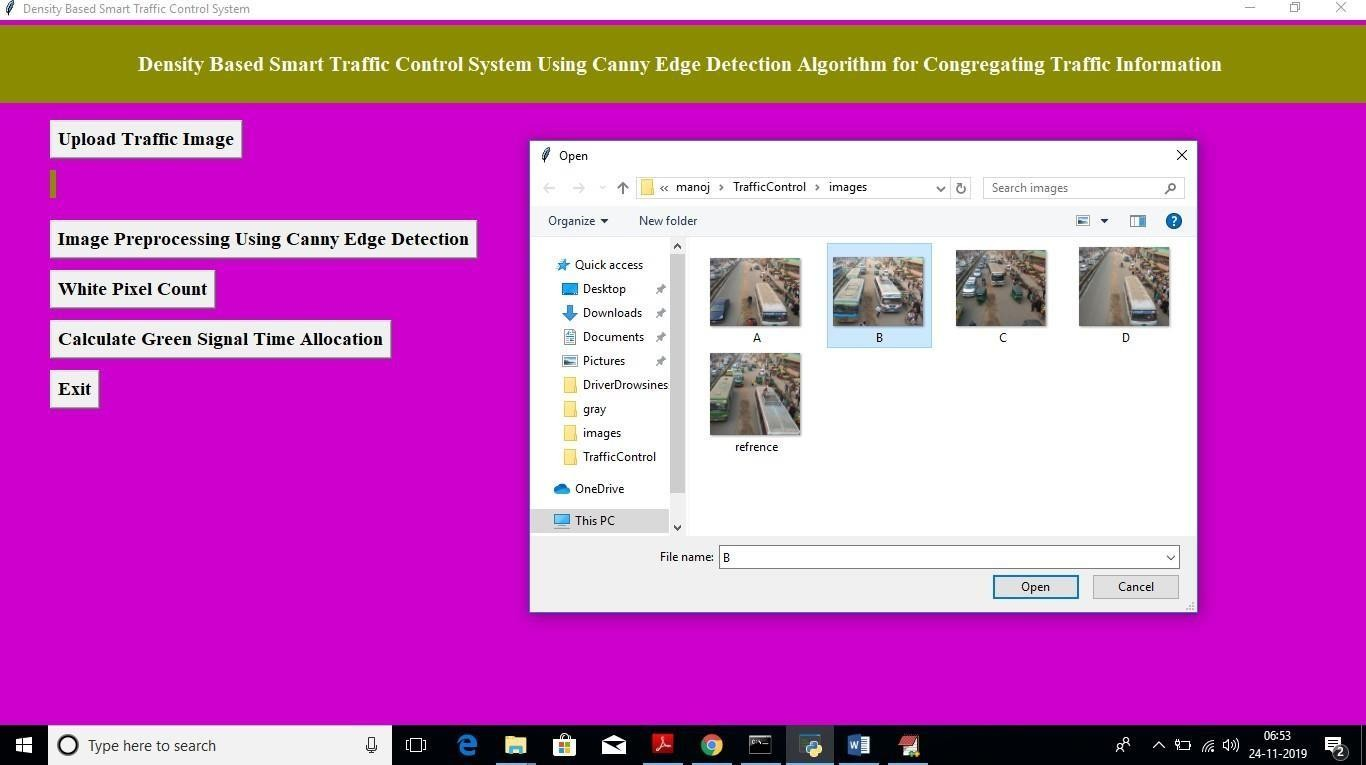 Density Based Smart Traffic Control System
Density Based Smart Traffic Control System Using Canny Edge Detection Algorithm for Congregating Traffic Information
Upload Traffic Image
Image Preprocessing Using Canny Edge Detection
White Pixel Count
Calculate Green Signal Time Allocation
Exit
Open
« manoj › TrafficControl › images
Search images
Organize
New folder
Quick access
Desktop
Downloads
Documents
Pictures
DriverDrowsines
gray
images
TrafficControl
OneDrive
This PC
A
B
C
D
refrence
File name: B
Open
Cancel
Type here to search
06:53
24-11-2019
2